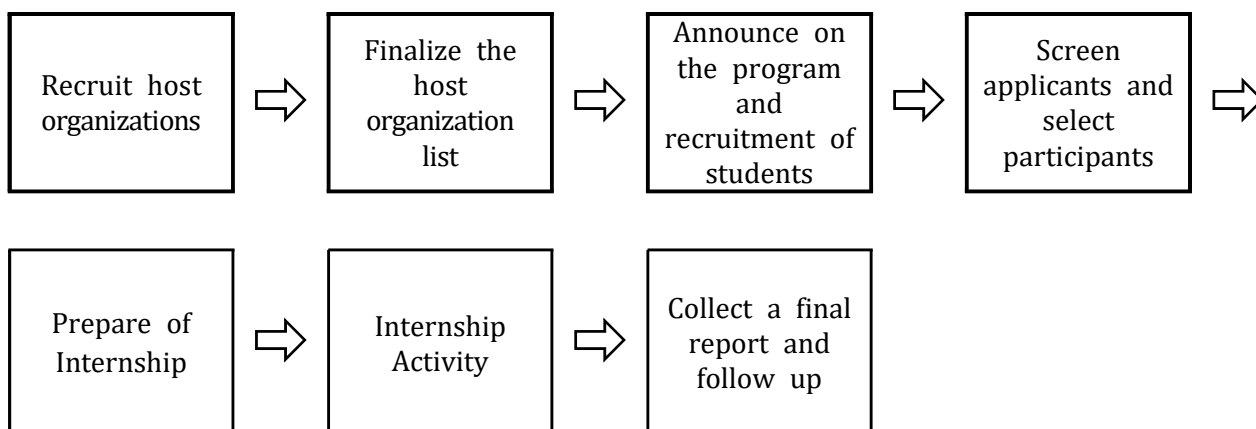 Recruit host
organizations
Finalize the
host
organization
list
Announce on
the program
and
recruitment of
students
Screen
applicants and
select
participants
Prepare of
Internship
Internship
Activity
Collect a final
report and
follow up